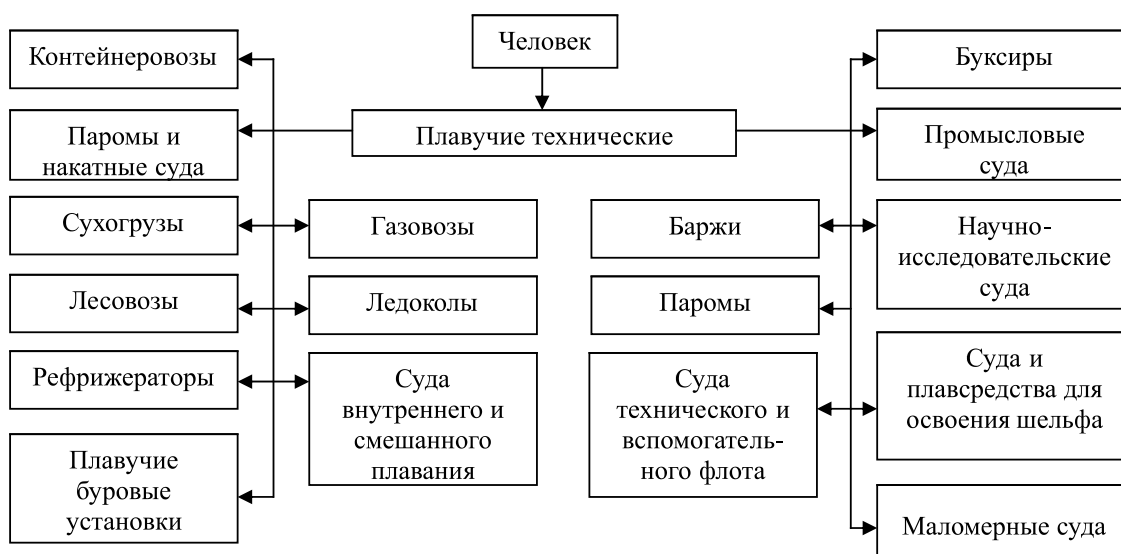 Человек
Плавучие технические
Контейнеровозы
Паромы и
накатные суда
Сухогрузы
Лесовозы
Рефрижераторы
Плавучие
буровые
установки
Газовозы
Ледоколы
Суда
внутреннего и
смешанного
плавания
Баржи
Паромы
Суда
технического и
вспомогатель-
ного флота
Буксиры
Промысловые
суда
Научно-
исследовательские
суда
Суда и
плавсредства для
освоения шельфа
Маломерные суда